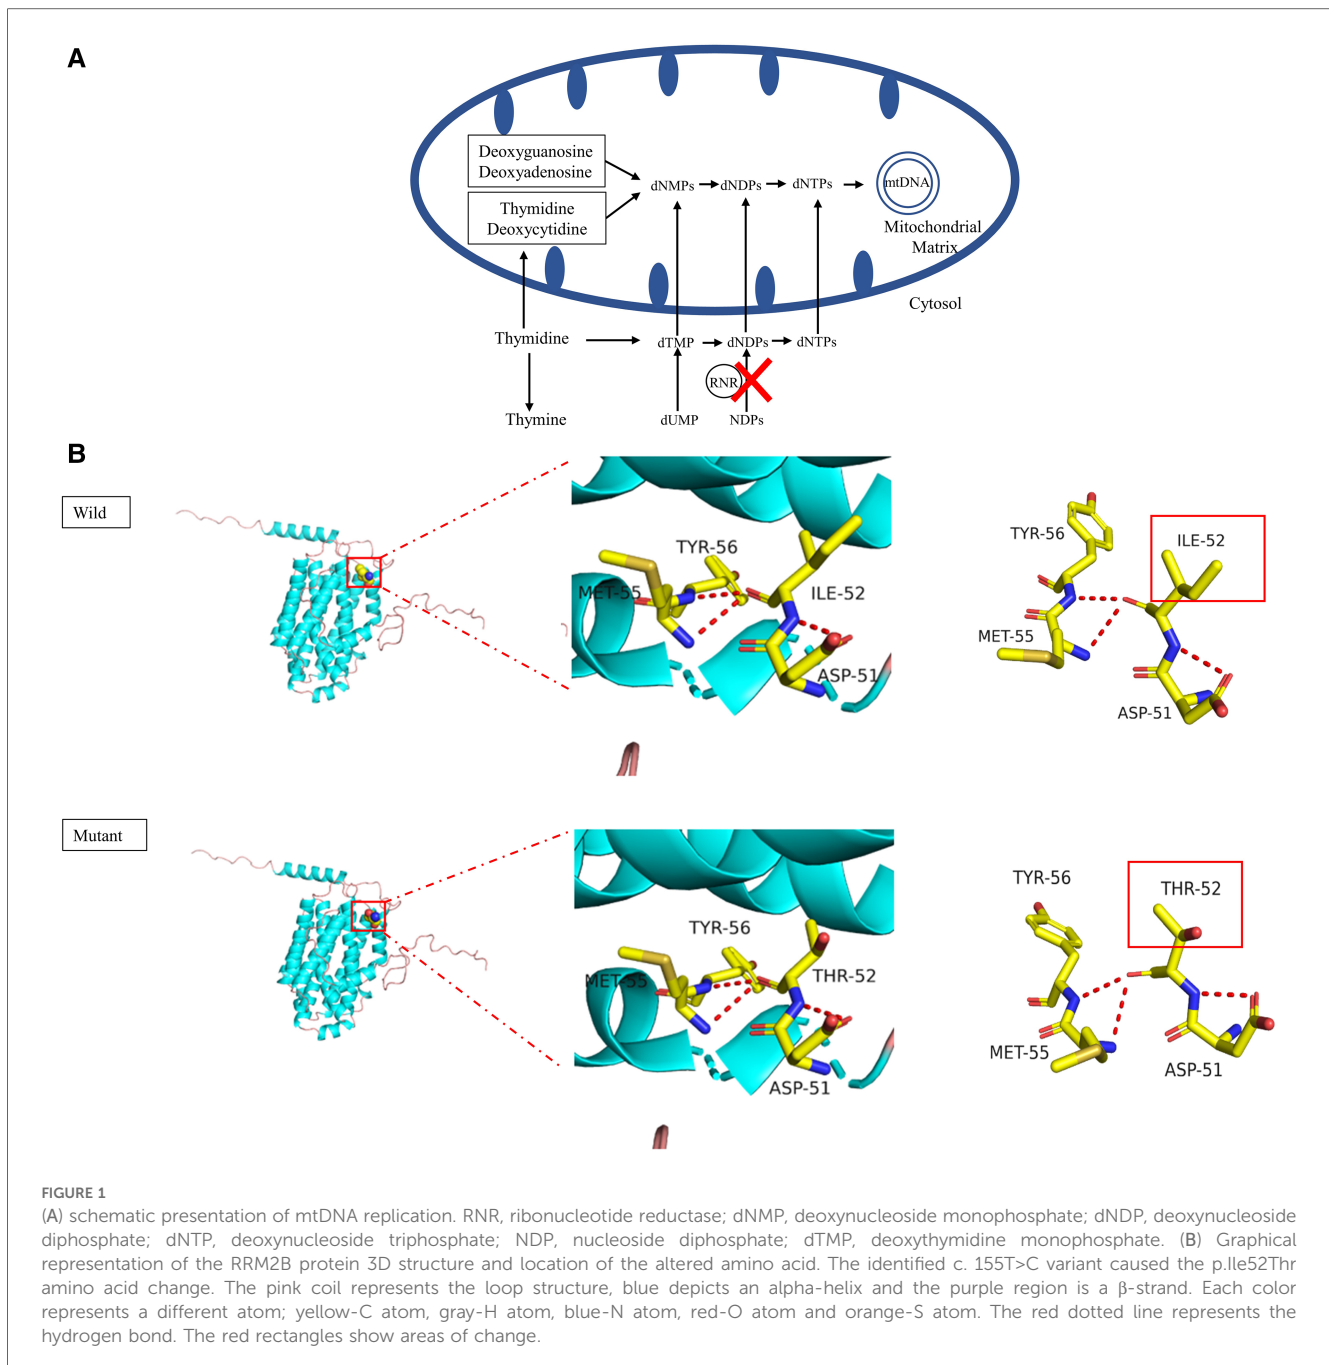 A
Deoxyguanosine
Deoxyadenosine
Thymidine
Deoxycytidine
dNMPs
dNDPs
dNTPs
mtDNA
Mitochondrial
Matrix
Cytosol
Thymidine
dTMP
dNDPs
dNTPs
RNR
Thymine
dUMP
NDPs
B
Wild
TYR-56
MET-55
ILE-52
ASP-51
TYR-56
ILE-52
MET-55
ASP-51
Mutant
TYR-56
MET-55
THR-52
ASP-51
TYR-56
THR-52
MET-55
ASP-51
FIGURE 1
(A) schematic presentation of mtDNA replication. RNR, ribonucleotide reductase; dNMP, deoxynucleoside monophosphate; dNDP, deoxynucleoside
diphosphate; dNTP, deoxynucleoside triphosphate; NDP, nucleoside diphosphate; dTMP, deoxythymidine monophosphate. (B) Graphical
representation of the RRM2B protein 3D structure and location of the altered amino acid. The identified c. 155T>C variant caused the p.Ile52Thr
amino acid change. The pink coil represents the loop structure, blue depicts an alpha-helix and the purple region is a β-strand. Each color
represents a different atom; yellow-C atom, gray-H atom, blue-N atom, red-O atom and orange-S atom. The red dotted line represents the
hydrogen bond. The red rectangles show areas of change.